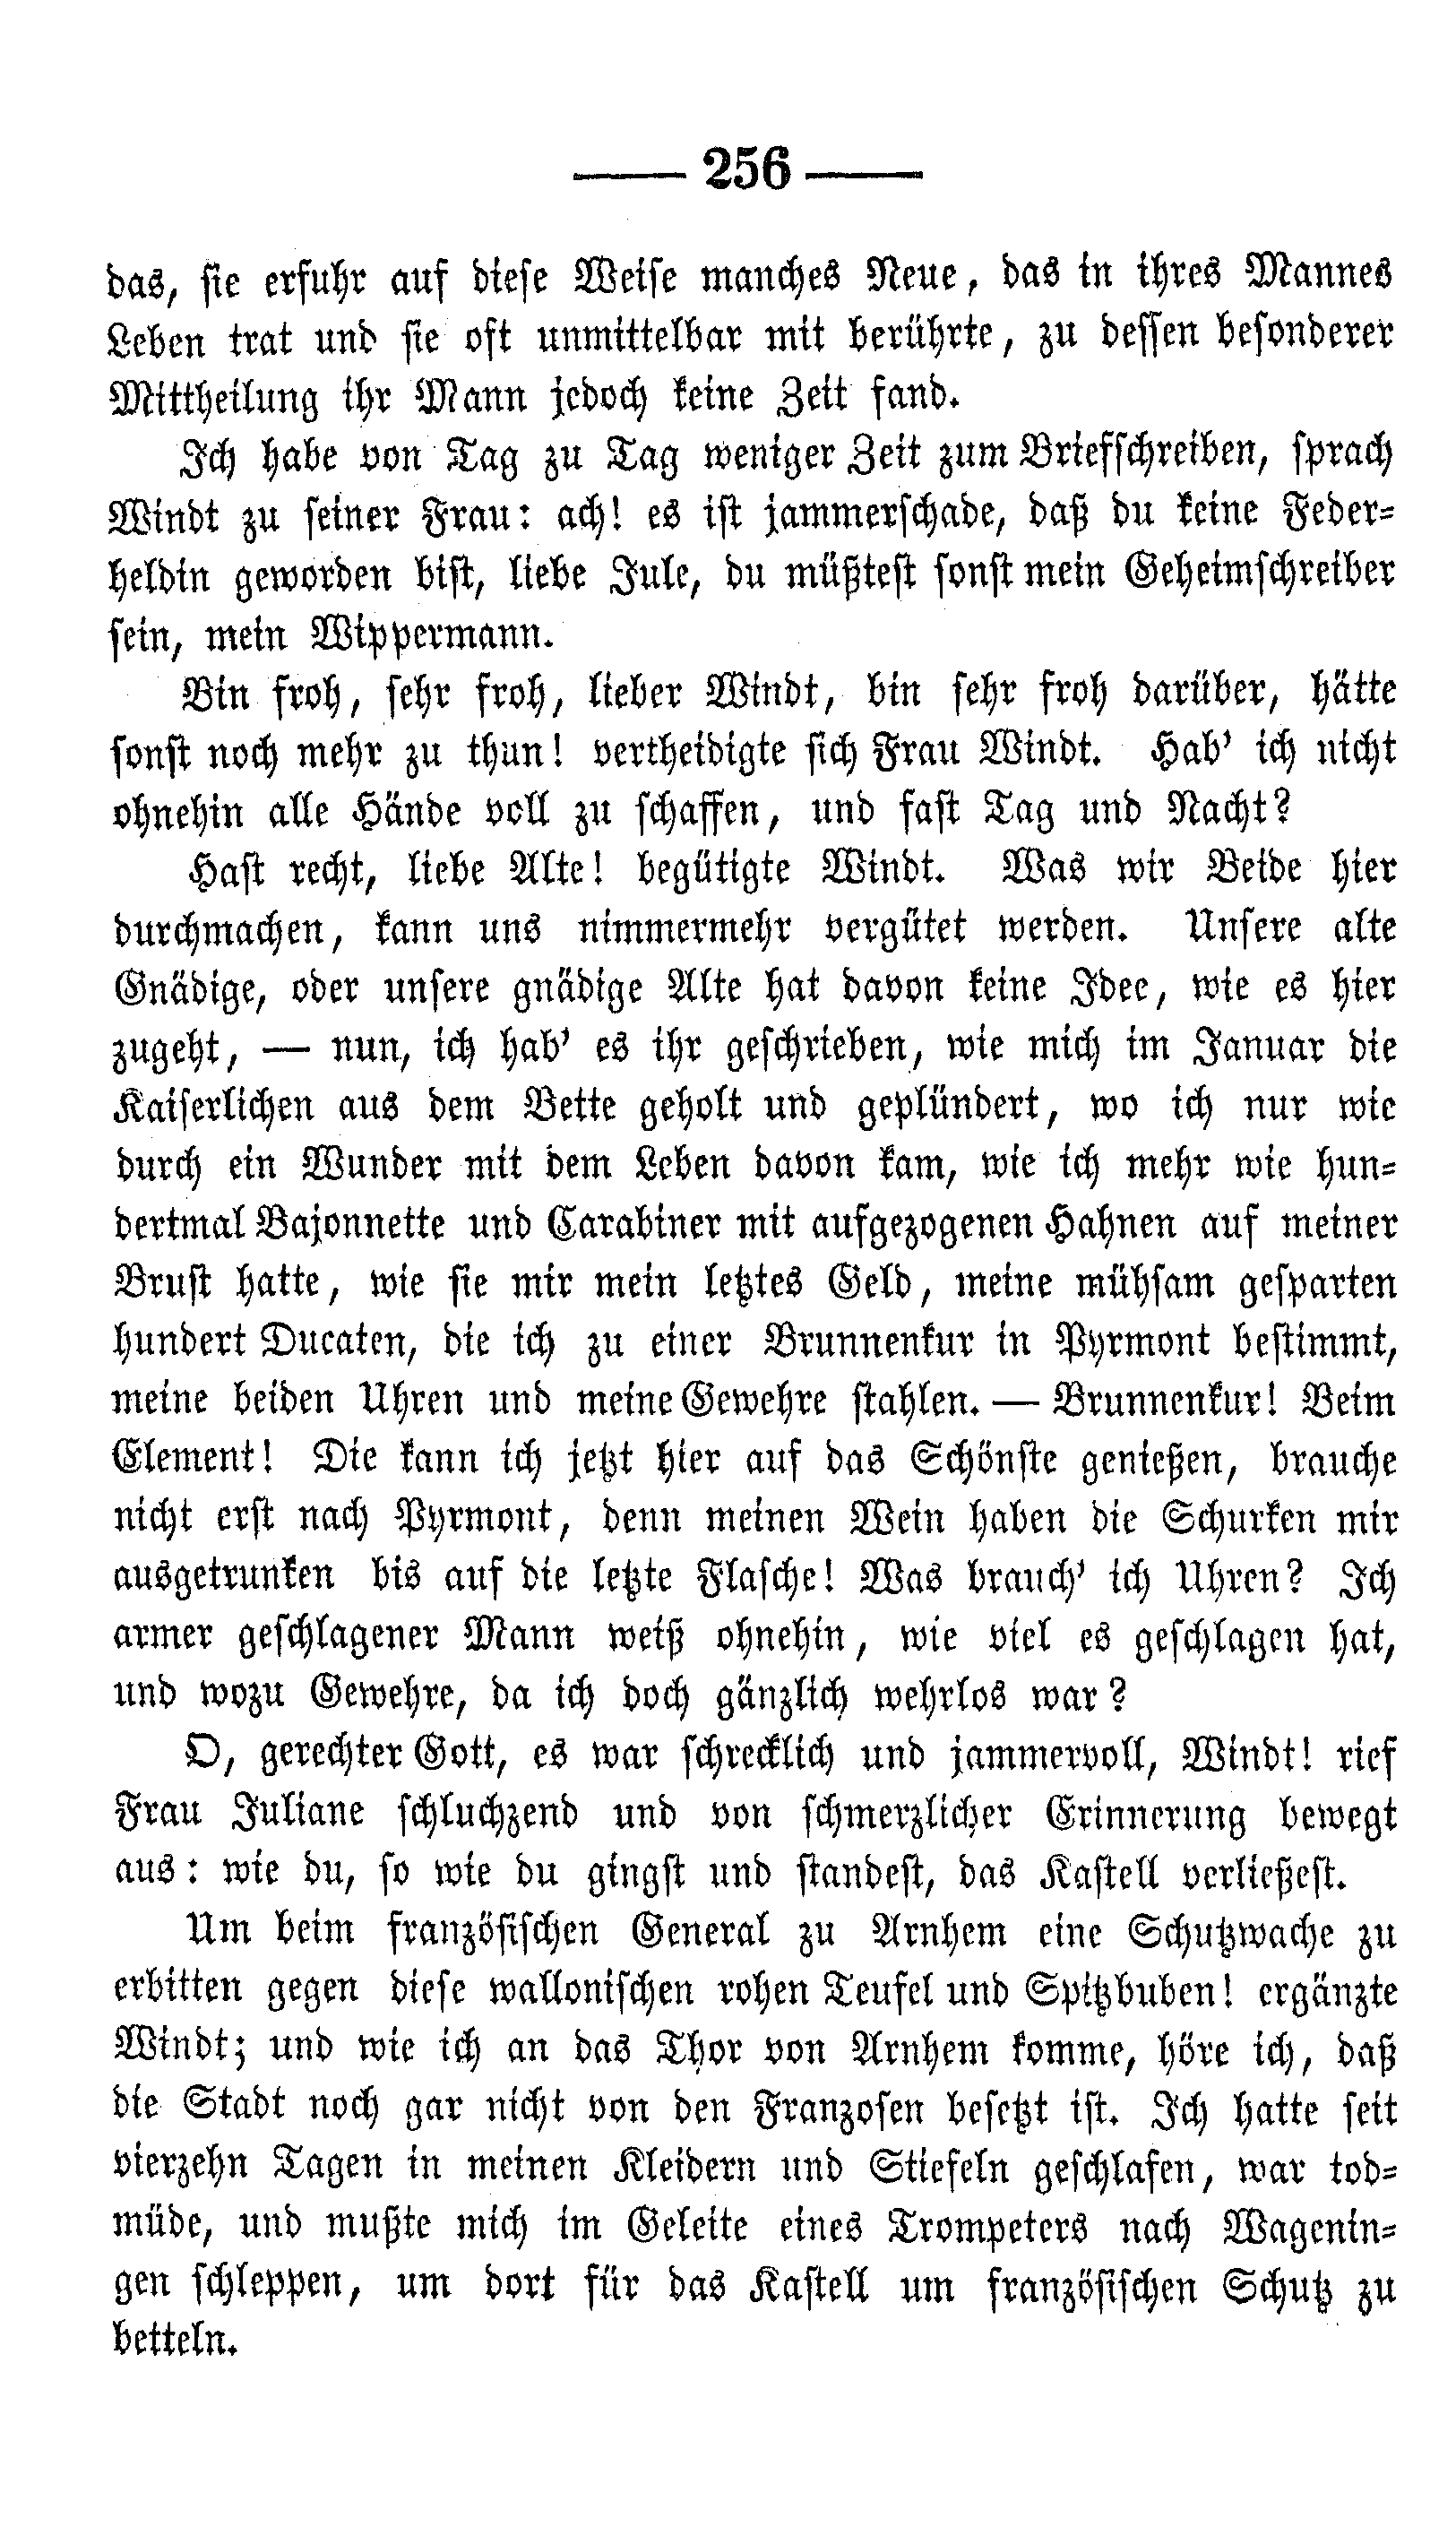 — 256 —
das, sie erfuhr auf diese Weise manches Neue, das in ihres Mannes
Leben trat und sie oft unmittelbar mit berührte, zu dessen besonderer
Mittheilung ihr Mann jedoch keine Zeit fand.
Ich habe von Tag zu Tag weniger Zeit zum Briefschreiben, sprach
Windt zu seiner Frau: ach! es ist jammerschade, daß du keine Feder-
heldin geworden bist, liebe Jule, du müßtest sonst mein Geheimschreiber
sein, mein Wippermann.
Bin froh, sehr froh, lieber Windt, bin sehr froh darüber, hätte
sonst noch mehr zu thun! vertheidigte sich Frau Windt. Hab' ich nicht
ohnehin alle Hände voll zu schaffen, und fast Tag und Nacht?
Hast recht, liebe Alte! begütigte Windt. Was wir Beide hier
durchmachen, kann uns nimmermehr vergütet werden. Unsere alte
Gnädige, oder unsere gnädige Alte hat davon keine Idee, wie es hier
zugeht, — nun, ich hab' es ihr geschrieben, wie mich im Januar die
Kaiserlichen aus dem Bette geholt und geplündert, wo ich nur wie
durch ein Wunder mit dem Leben davon kam, wie ich mehr wie hun-
dertmal Bajonnette und Carabiner mit aufgezogenen Hahnen auf meiner
Brust hatte, wie sie mir mein letztes Geld, meine mühsam gesparten
hundert Ducaten, die ich zu einer Brunnenkur in Pyrmont bestimmt,
meine beiden Uhren und meine Gewehre stahlen. — Brunnenkur! Beim
Element! Die kann ich jetzt hier auf das Schönste genießen, brauche
nicht erst nach Pyrmont, denn meinen Wein haben die Schurken mir
ausgetrunken bis auf die letzte Flasche! Was brauch' ich Uhren? Ich
armer geschlagener Mann weiß ohnehin, wie viel es geschlagen hat,
und wozu Gewehre, da ich doch gänzlich wehrlos war?
O, gerechter Gott, es war schrecklich und jammervoll, Windt! rief
Frau Juliane schluchzend und von schmerzlicher Erinnerung bewegt
aus: wie du, so wie du gingst und standest, das Kastell verließest.
Um beim französischen General zu Arnhem eine Schutzwache zu
erbitten gegen diese wallonischen rohen Teufel und Spitzbuben! ergänzte
Windt; und wie ich an das Thor von Arnhem komme, höre ich, daß
die Stadt noch gar nicht von den Franzosen besetzt ist. Ich hatte seit
vierzehn Tagen in meinen Kleidern und Stiefeln geschlafen, war tod-
müde, und mußte mich im Geleite eines Trompeters nach Wagenin-
gen schleppen, um dort für das Kastell um französischen Schutz zu
betteln.